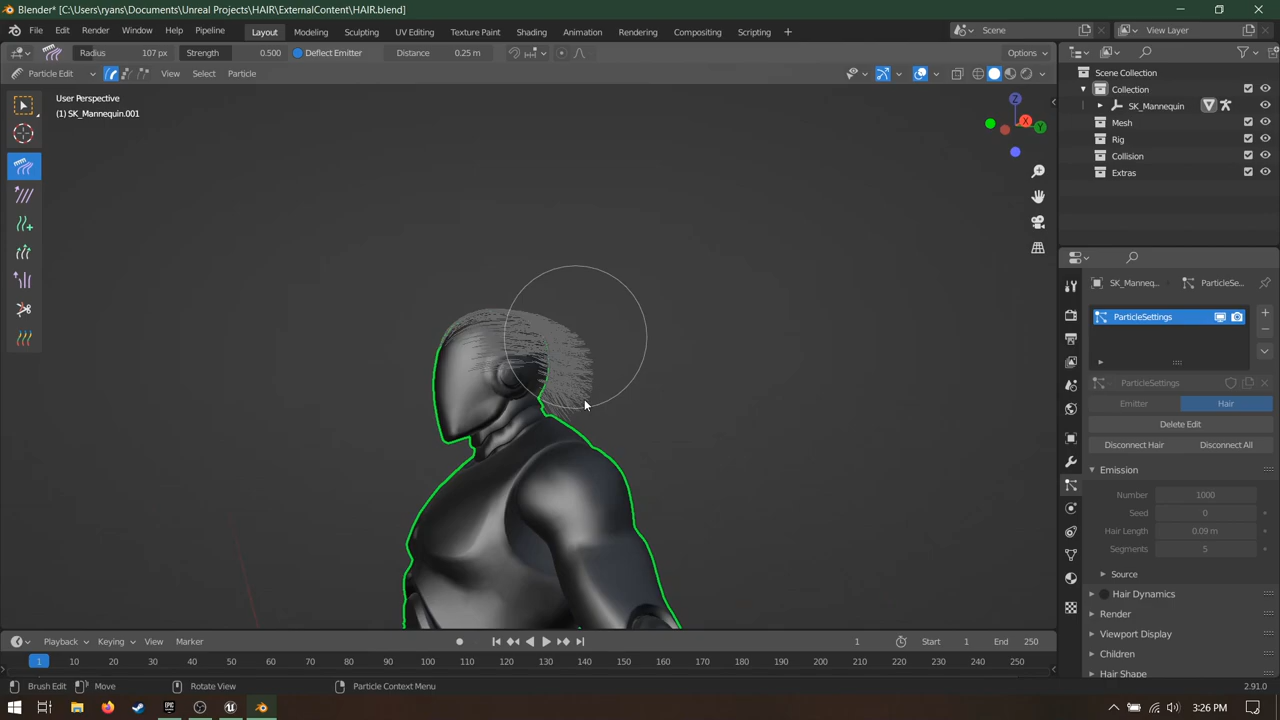 Blender* [C:\Users\ryans\Documents\Unreal Projects\HAIR\ExternalContent\HAIR.blend]
File Edit Render Window Help Pipeline Layout Modeling Sculpting UV Editing Texture Paint Shading Animation Rendering Compositing Scripting + Scene View Layer
Radius 107 px Strength 0.500 Deflect Emitter Distance 0.25 m Options
Particle Edit View Select Particle
User Perspective
(1) SK_Mannequin.001
Z
X
Y
Scene Collection
Collection
SK_Mannequin
Mesh
Rig
Collision
Extras
SK_Manneq... ParticleSe...
ParticleSettings
ParticleSettings
Emitter Hair
Delete Edit
Disconnect Hair Disconnect All
Emission
Number 1000
Seed 0
Hair Length 0.09 m
Segments 5
Source
Hair Dynamics
Render
Viewport Display
Children
Hair Shape
Playback Keying View Marker 1 Start 1 End 250
1 10 20 30 40 50 60 70 80 90 100 110 120 130 140 150 160 170 180 190 200 210 220 230 240 250
Brush Edit Move Rotate View Particle Context Menu 2.91.0
3:26 PM